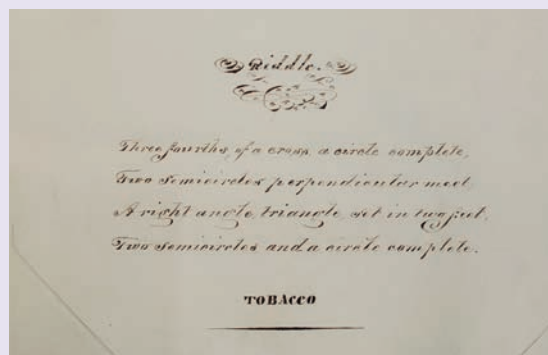 Riddle.
Three fourths, of a cross, a circle complete,
Two Semicircles perpendicular meet,
A right angle, triangle, set in two feet,
Two Semicircles and a circle complete.
TOBACCO